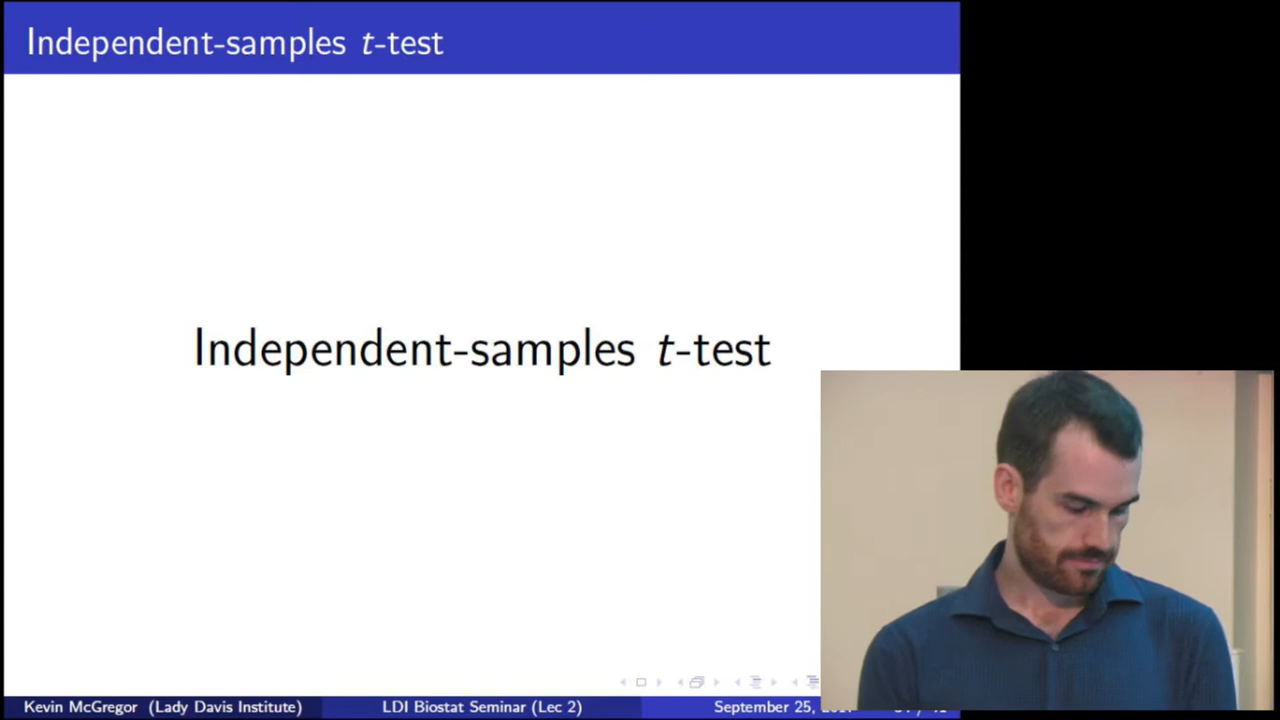 Independent-samples t-test
Independent-samples t-test
Kevin McGregor (Lady Davis Institute) LDI Biostat Seminar (Lec 2) September 25,